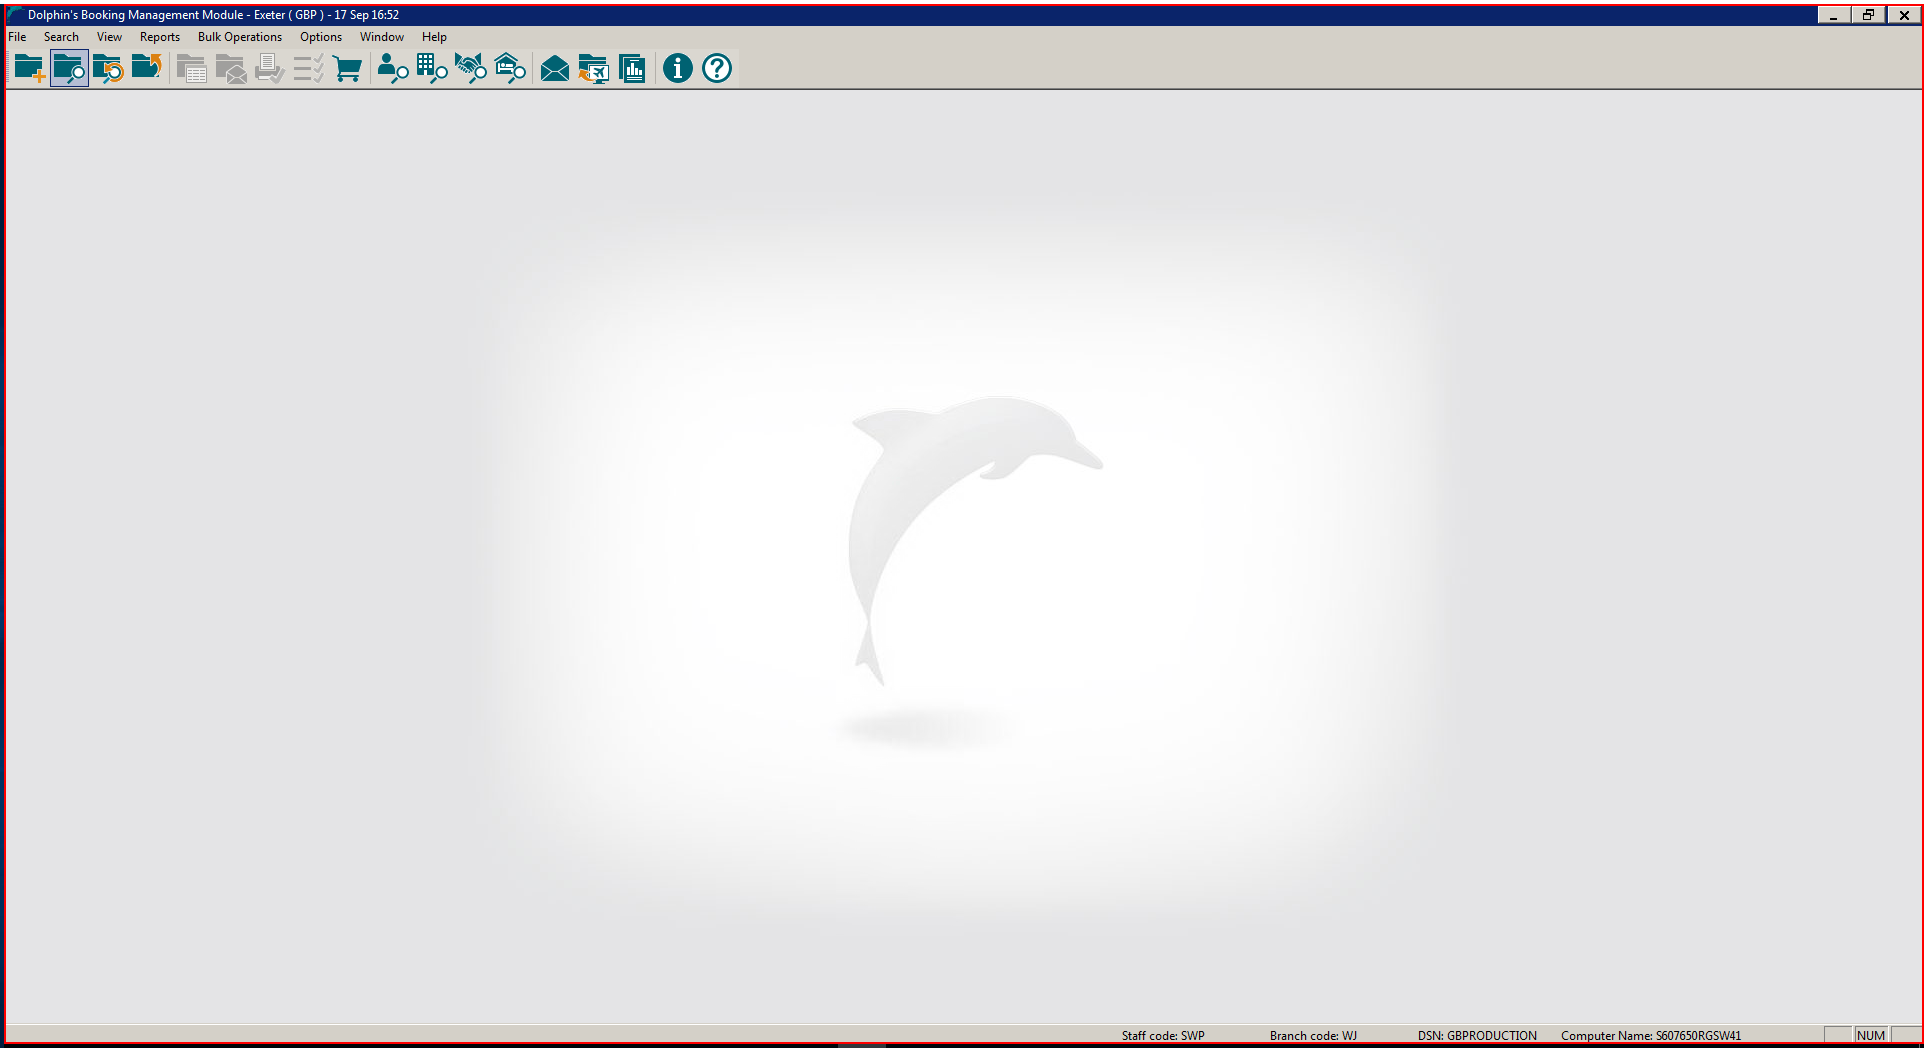 Dolphin's Booking Management Module - Exeter ( GBP ) - 17 Sep 16:52
File Search View Reports Bulk Operations Options Window Help
Staff code: SWP Branch code: WJ DSN: GBPRODUCTION Computer Name: S607650RGSW41 NUM